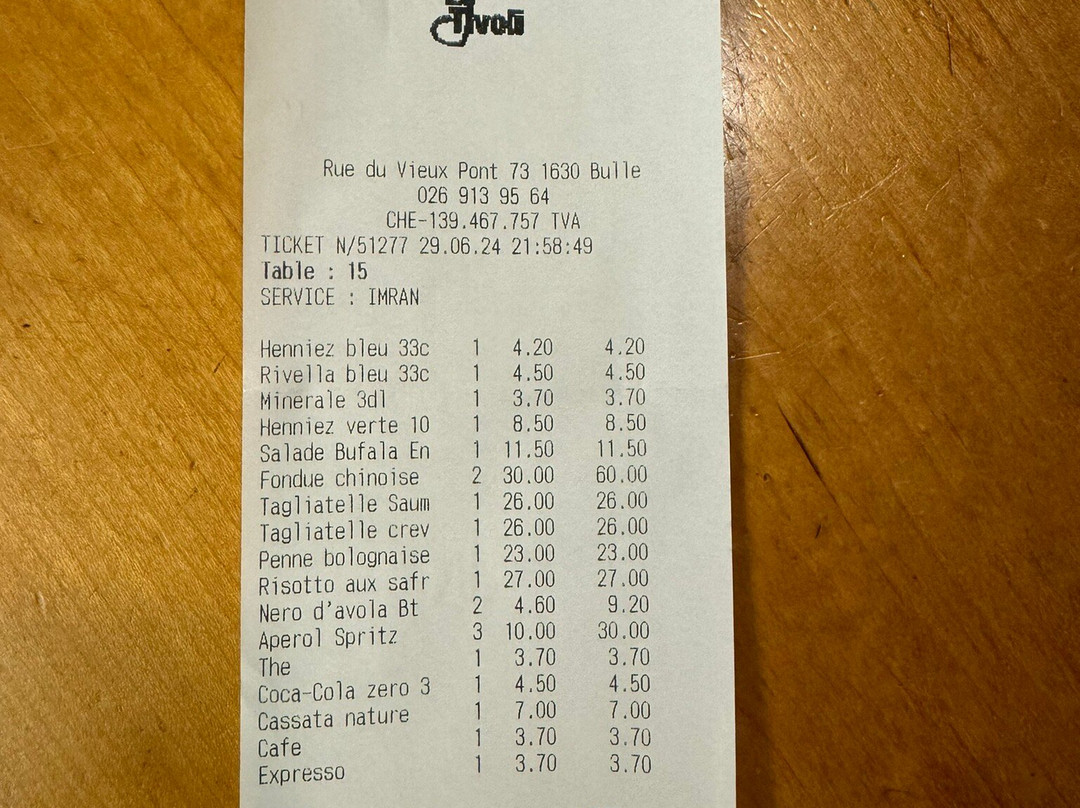 Tivoli
Rue du Vieux Pont 73 1630 Bulle
026 913 95 64
CHE-139.467.757 TVA
TICKET N/51277 29.06.24 21:58:49
Table : 15
SERVICE : IMRAN
Henniez bleu 33c 1 4.20 4.20
Rivella bleu 33c 1 4.50 4.50
Minerale 3dl 1 3.70 3.70
Henniez verte 10 1 8.50 8.50
Salade Bufala En 1 11.50 11.50
Fondue chinoise 2 30.00 60.00
Tagliatelle Saum 1 26.00 26.00
Tagliatelle crev 1 26.00 26.00
Penne bolognaise 1 23.00 23.00
Risotto aux safr 1 27.00 27.00
Nero d'avola Bt 2 4.60 9.20
Aperol Spritz 3 10.00 30.00
The 1 3.70 3.70
Coca-Cola zero 3 1 4.50 4.50
Cassata nature 1 7.00 7.00
Cafe 1 3.70 3.70
Expresso 1 3.70 3.70